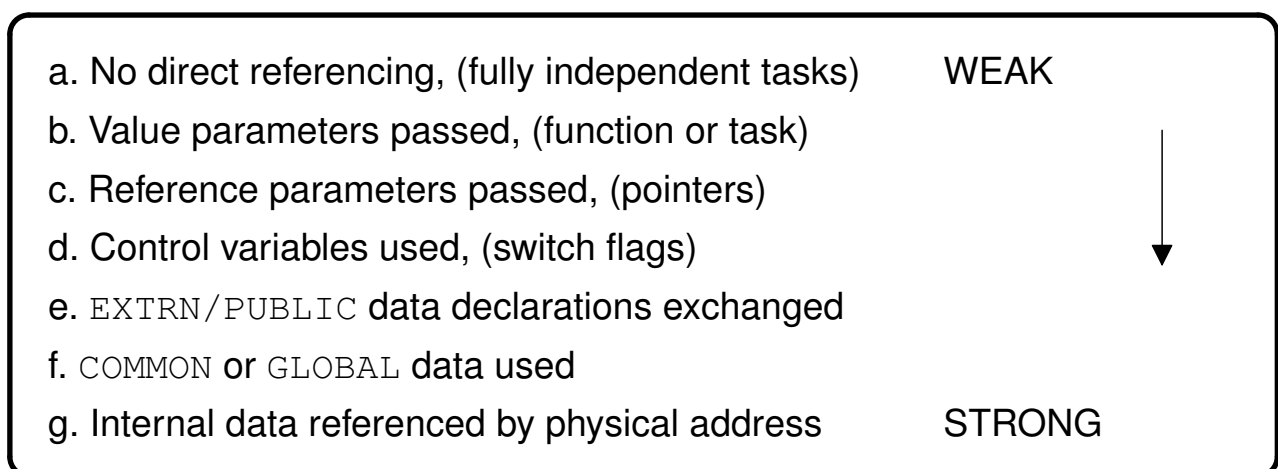 a. No direct referencing, (fully independent tasks) WEAK
b. Value parameters passed, (function or task)
c. Reference parameters passed, (pointers)
d. Control variables used, (switch flags)
e. EXTRN/PUBLIC data declarations exchanged
f. COMMON or GLOBAL data used
g. Internal data referenced by physical address STRONG